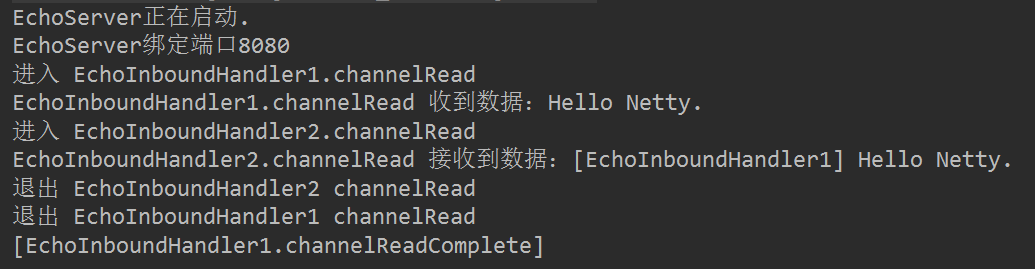 EchoServer正在启动.
EchoServer绑定端口8080
进入 EchoInboundHandler1.channelRead
EchoInboundHandler1.channelRead 收到数据：Hello Netty.
进入 EchoInboundHandler2.channelRead
EchoInboundHandler2.channelRead 接收到数据：[EchoInboundHandler1] Hello Netty.
退出 EchoInboundHandler2 channelRead
退出 EchoInboundHandler1 channelRead
[EchoInboundHandler1.channelReadComplete]